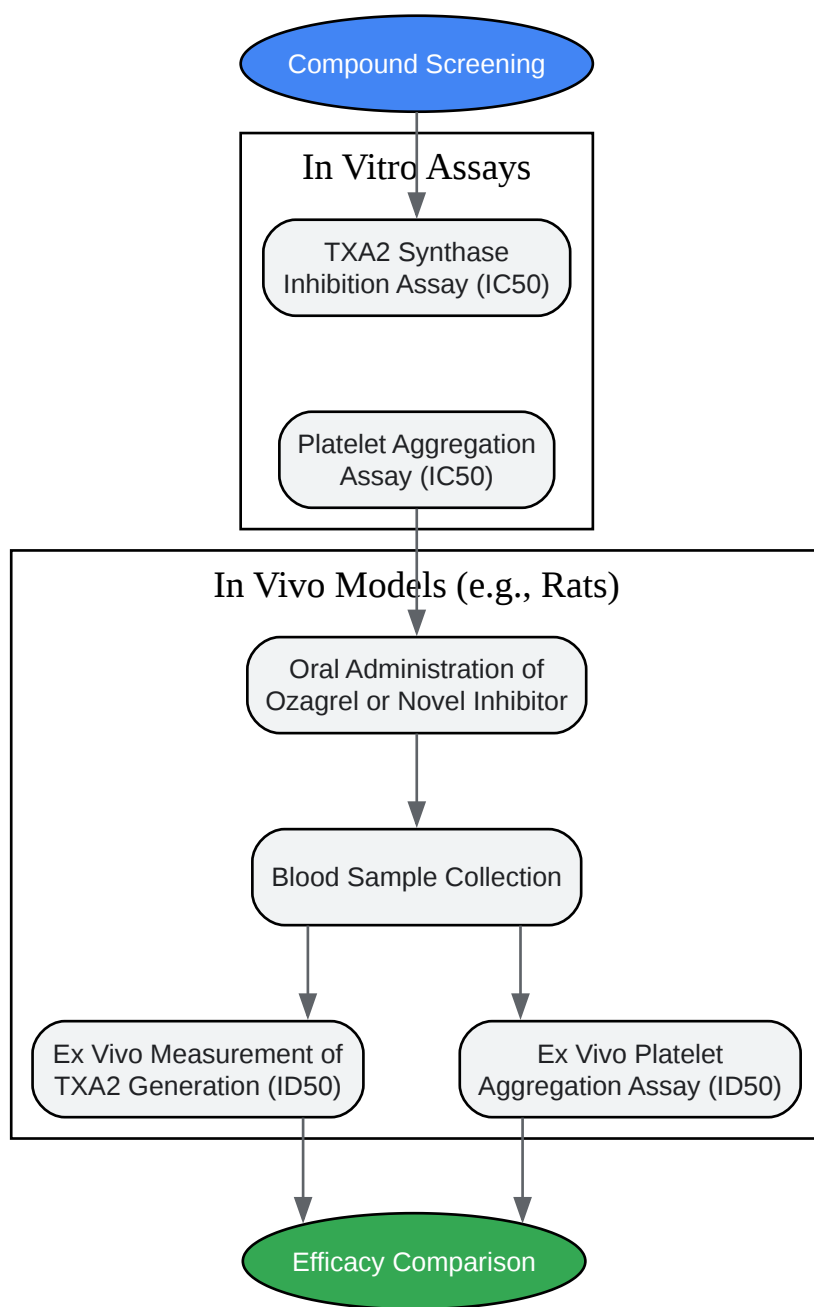 Compound Screening
In Vitro Assays
TXA2 Synthase
Inhibition Assay (IC50)
Platelet Aggregation
Assay (IC50)
In Vivo Models (e.g., Rats)
Oral Administration of
Ozagrel or Novel Inhibitor
Blood Sample Collection
Ex Vivo Measurement of
TXA2 Generation (ID50)
Ex Vivo Platelet
Aggregation Assay (ID50)
Efficacy Comparison